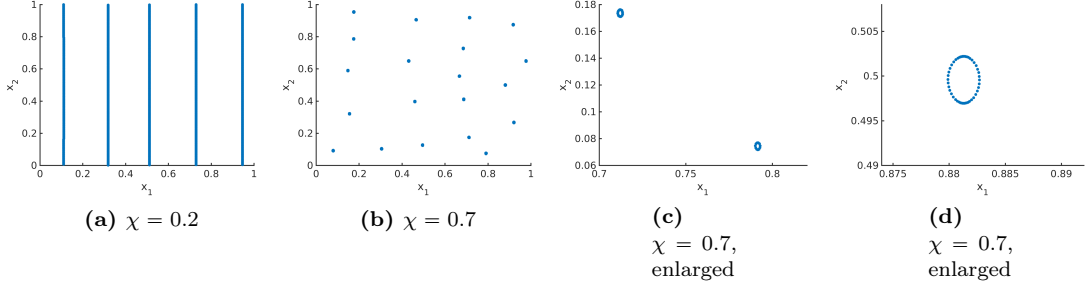 1
0.8
0.6
0.4
0.2
0
0 0.2 0.4 0.6 0.8 1
x2
x1
(a) χ = 0.2
1
0.8
0.6
0.4
0.2
0
0 0.2 0.4 0.6 0.8 1
x2
x1
(b) χ = 0.7
0.18
0.16
0.14
0.12
0.1
0.08
0.06
0.7 0.75 0.8
x2
x1
(c)
χ = 0.7,
enlarged
0.505
0.5
0.495
0.49
0.875 0.88 0.885 0.89
x2
x1
(d)
χ = 0.7,
enlarged